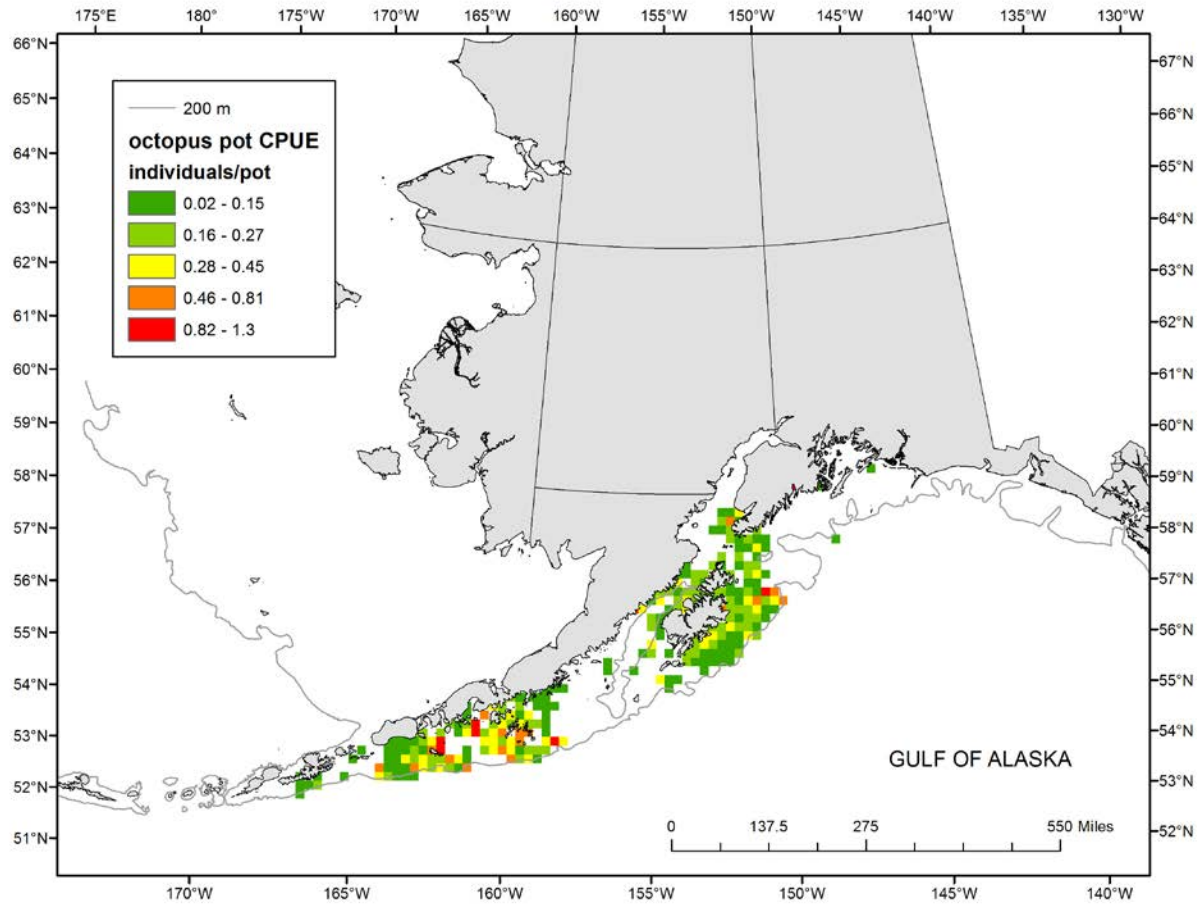 175°E 180° 175°W 170°W 160°W 155°W 150°W 145°W 140°W 130°W
66°N
65°N
64°N
63°N
62°N
61°N
60°N
59°N
58°N
57°N
56°N
55°N
54°N
53°N
52°N
51°N
200 m
octopus pot CPUE
individuals/pot
0.02 - 0.15
0.16 - 0.27
0.28 - 0.45
0.46 - 0.81
0.82 - 1.3
67°N
66°N
65°N
64°N
63°N
62°N
61°N
60°N
59°N
58°N
57°N
56°N
55°N
54°N
53°N
52°N
GULF OF ALASKA
0 137.5 275 550 Miles
170°W 165°W 160°W 155°W 150°W 145°W 140°W